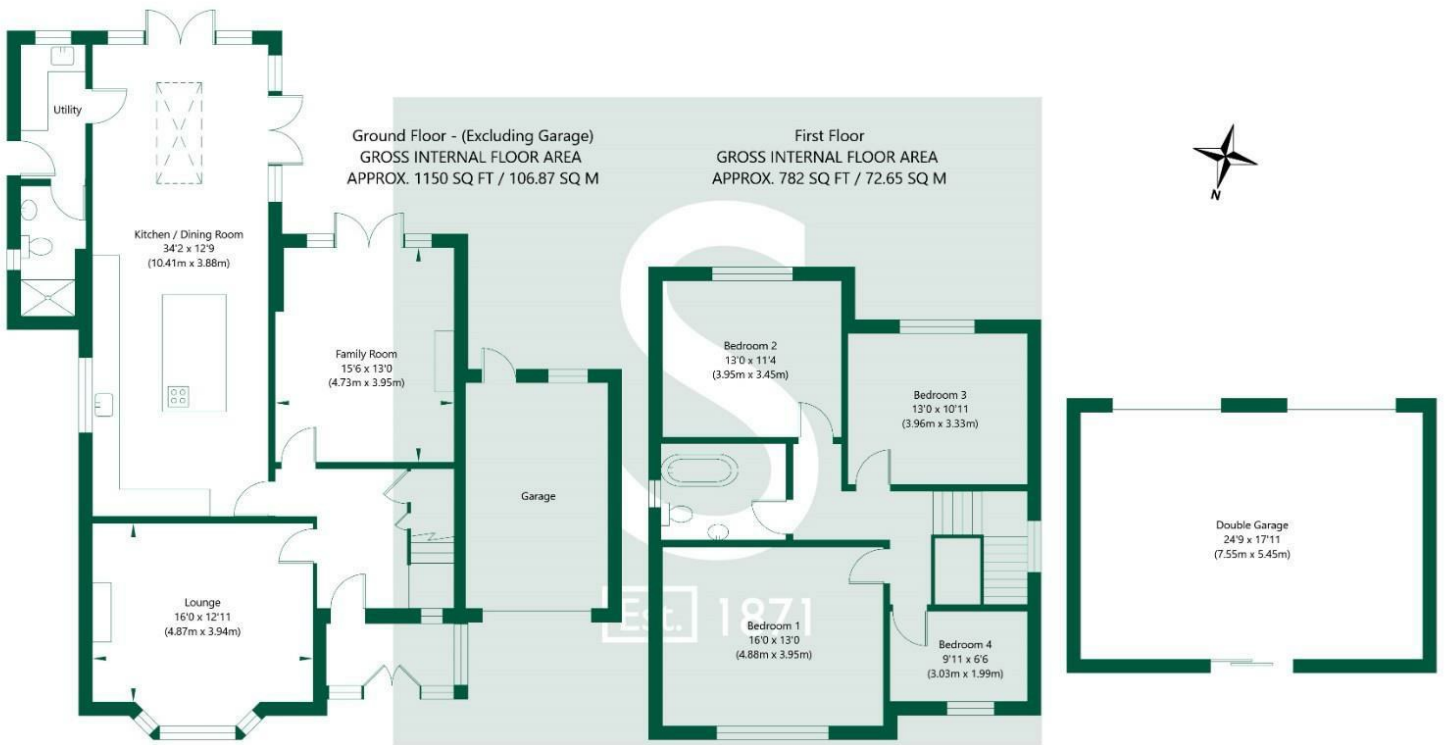 Utility
Kitchen / Dining Room
34'2 x 12'9
(10.41m x 3.88m)
Ground Floor - (Excluding Garage)
GROSS INTERNAL FLOOR AREA
APPROX. 1150 SQ FT / 106.87 SQ M
First Floor
GROSS INTERNAL FLOOR AREA
APPROX. 782 SQ FT / 72.65 SQ M
N
Family Room
15'6 x 13'0
(4.73m x 3.95m)
Garage
Lounge
16'0 x 12'11
(4.87m x 3.94m)
Bedroom 2
13'0 x 11'4
(3.95m x 3.45m)
Bedroom 3
13'0 x 10'11
(3.96m x 3.33m)
Bedroom 1
16'0 x 13'0
(4.88m x 3.95m)
Bedroom 4
9'11 x 6'6
(3.03m x 1.99m)
Double Garage
24'9 x 17'11
(7.55m x 5.45m)
S
Est. 1871